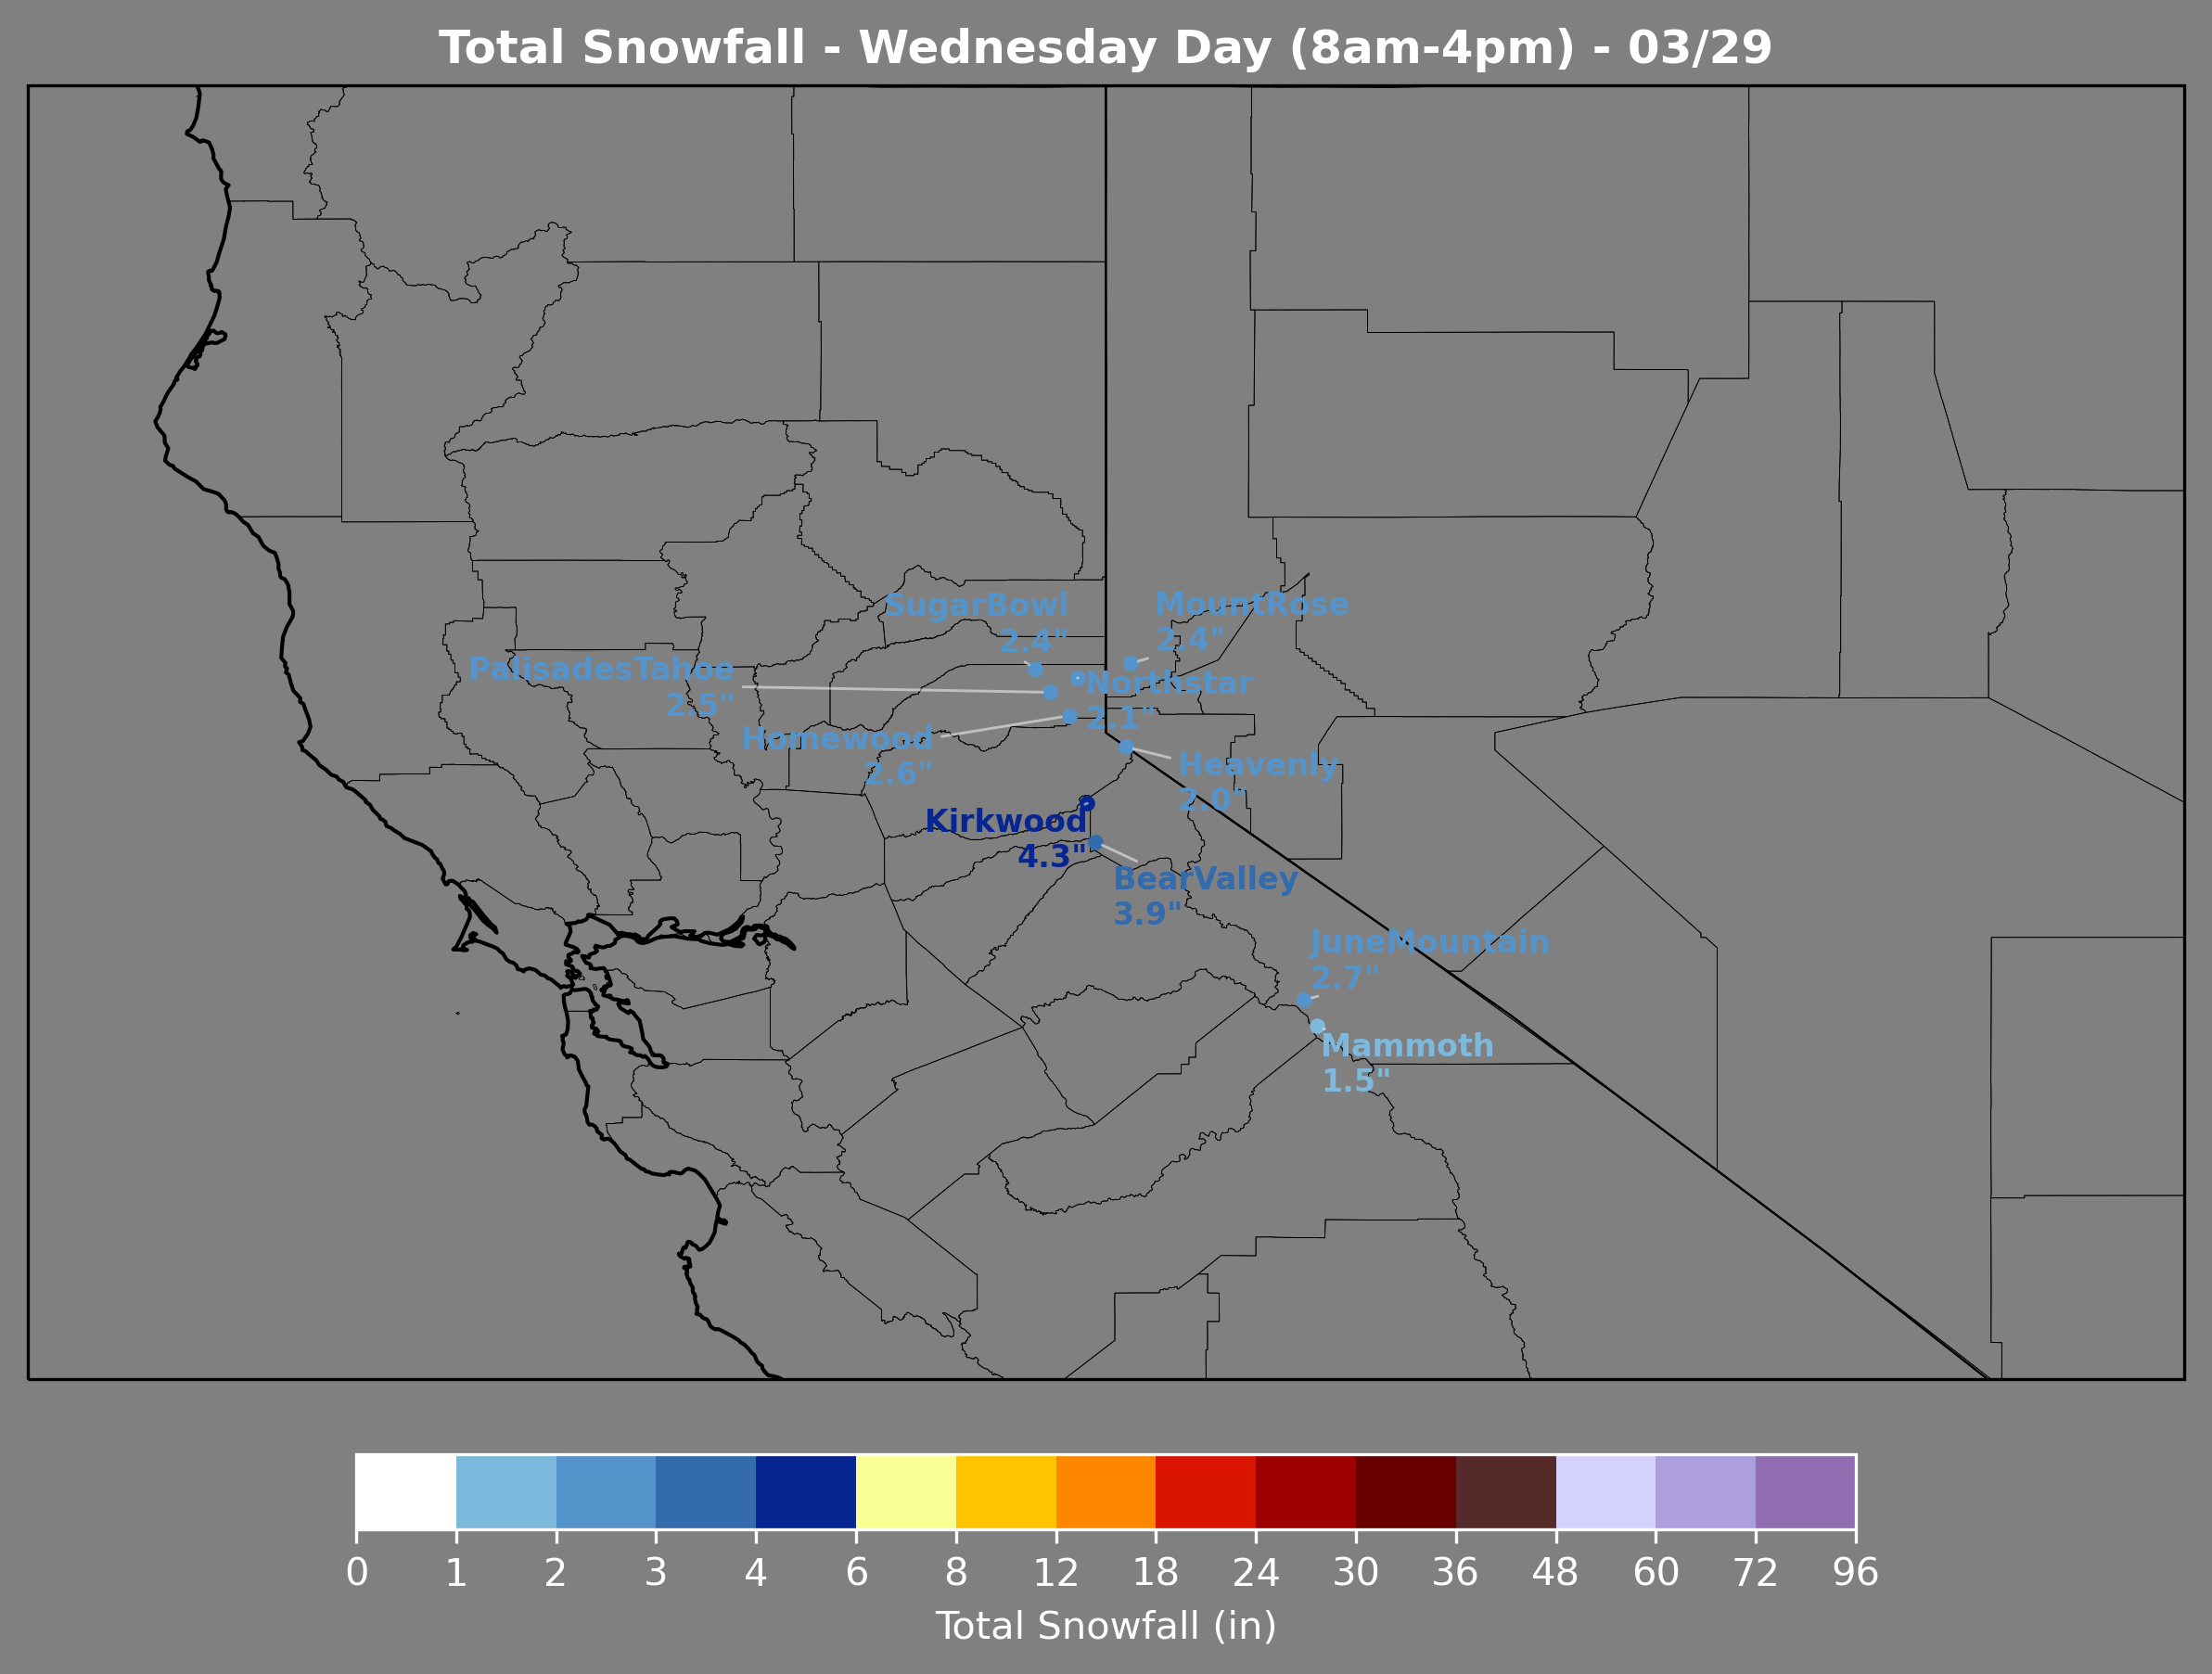 Total Snowfall - Wednesday Day (8am-4pm) - 03/29
SugarBowl
2.4"
MountRose
2.4"
PalisadesTahoe
2.5"
Northstar
2.1"
Homewood
2.6"
Heavenly
2.0"
Kirkwood
4.3"
BearValley
3.9"
JuneMountain
2.7"
Mammoth
1.5"
0 1 2 3 4 6 8 12 18 24 30 36 48 60 72 96
Total Snowfall (in)